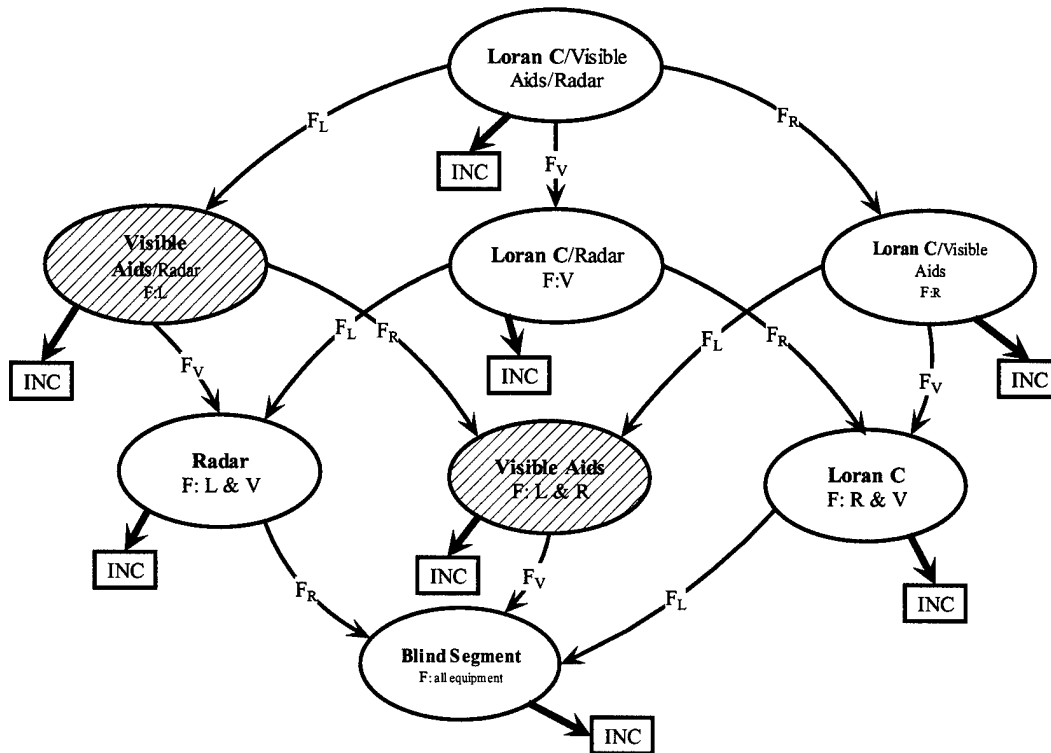 Loran C/Visible
Aids/Radar
F_L
F_R
INC
F_V
Visible
Aids/Radar
F:L
Loran C/Radar
F:V
Loran C/Visible
Aids
F:R
F_L
F_R
F_L
F_R
INC
F_V
INC
INC
F_V
Radar
F: L & V
Visible Aids
F: L & R
Loran C
F: R & V
INC
INC
INC
F_R
F_V
F_L
Blind Segment
F: all equipment
INC